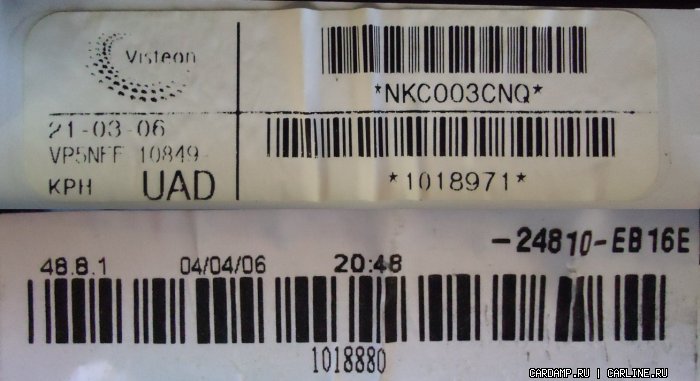 Visteon
*NKC003CNQ*
21-03-06
VP5NFF 10849-
KPH UAD
*1018971*
-24810-EB16E
48.8.1 04/04/06 20:48
1018880
CARDAMP.RU | CARLINE.RU